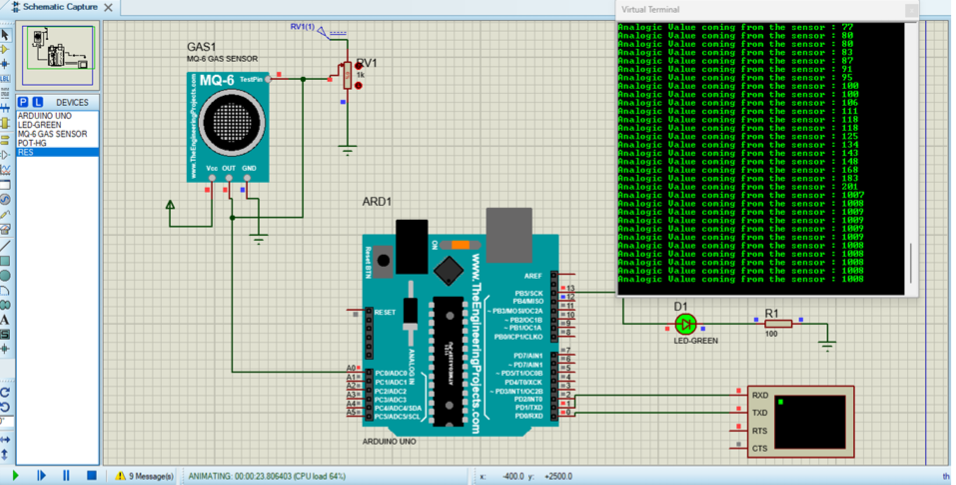 Schematic Capture
Virtual Terminal
P L DEVICES
ARDUINO UNO
LED-GREEN
MQ-6 GAS SENSOR
POT-HG
RES
GAS1
MQ-6 GAS SENSOR
MQ-6
TestPin
www.TheEngineeringProjects.com
Vcc OUT GND
RV1(1)
RV1
1k
Analogic Value coming from the sensor : 77
Analogic Value coming from the sensor : 80
Analogic Value coming from the sensor : 80
Analogic Value coming from the sensor : 83
Analogic Value coming from the sensor : 87
Analogic Value coming from the sensor : 91
Analogic Value coming from the sensor : 95
Analogic Value coming from the sensor : 100
Analogic Value coming from the sensor : 100
Analogic Value coming from the sensor : 106
Analogic Value coming from the sensor : 111
Analogic Value coming from the sensor : 118
Analogic Value coming from the sensor : 118
Analogic Value coming from the sensor : 125
Analogic Value coming from the sensor : 134
Analogic Value coming from the sensor : 143
Analogic Value coming from the sensor : 148
Analogic Value coming from the sensor : 168
Analogic Value coming from the sensor : 183
Analogic Value coming from the sensor : 201
Analogic Value coming from the sensor : 1007
Analogic Value coming from the sensor : 1008
Analogic Value coming from the sensor : 1009
Analogic Value coming from the sensor : 1009
Analogic Value coming from the sensor : 1009
Analogic Value coming from the sensor : 1009
Analogic Value coming from the sensor : 1008
Analogic Value coming from the sensor : 1008
Analogic Value coming from the sensor : 1008
Analogic Value coming from the sensor : 1008
Analogic Value coming from the sensor : 1008
ARD1
Reset BTN
ON
www.TheEngineeringProjects.com
RESET
ANALOG IN
A0 PC0/ADC0
A1 PC1/ADC1
A2 PC2/ADC2
A3 PC3/ADC3
A4 PC4/ADC4/SDA
A5 PC5/ADC5/SCL
AREF
PB5/SCK 13
PB4/MISO 12
~ PB3/MOSI/OC2A 11
~ PB2/OC1B 10
~ PB1/OC1A 9
PB0/ICP1/CLKO 8
PD7/AIN1 7
~ PD7/AIN1 6
~ PD5/T1/OC0B 5
PD4/T0/XCK 4
~ PD3/INT1/OC2B 3
PD2/INT0 2
PD1/TXD 1
PD0/RXD 0
ARDUINO UNO
D1
LED-GREEN
R1
100
RXD
TXD
RTS
CTS
9 Message(s)
ANIMATING: 00:00:23.806403 (CPU load 64%)
x: -400.0 y: +2500.0
th